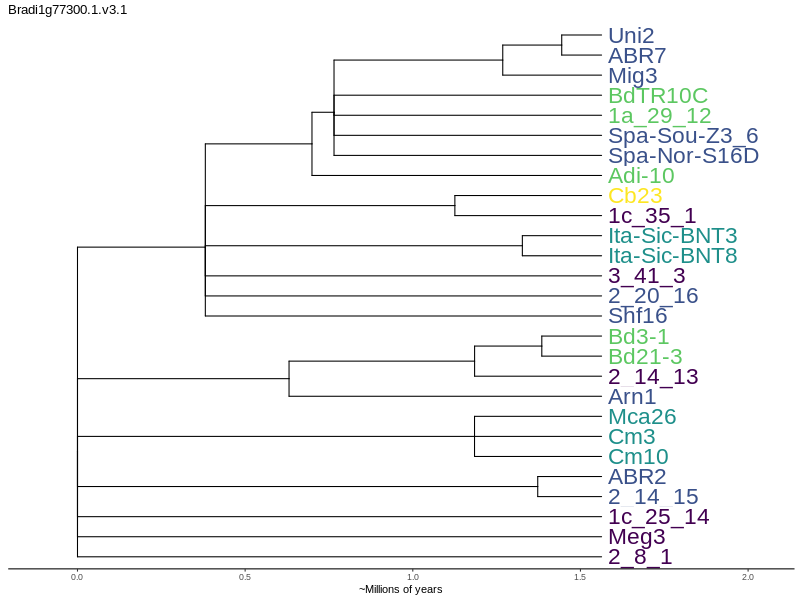 Bradi1g77300.1.v3.1
Uni2
ABR7
Mig3
BdTR10C
1a_29_12
Spa-Sou-Z3_6
Spa-Nor-S16D
Adi-10
Cb23
1c_35_1
Ita-Sic-BNT3
Ita-Sic-BNT8
3_41_3
2_20_16
Shf16
Bd3-1
Bd21-3
2_14_13
Arn1
Mca26
Cm3
Cm10
ABR2
2_14_15
1c_25_14
Meg3
2_8_1
0.0 0.5 1.0 1.5 2.0
~Millions of years